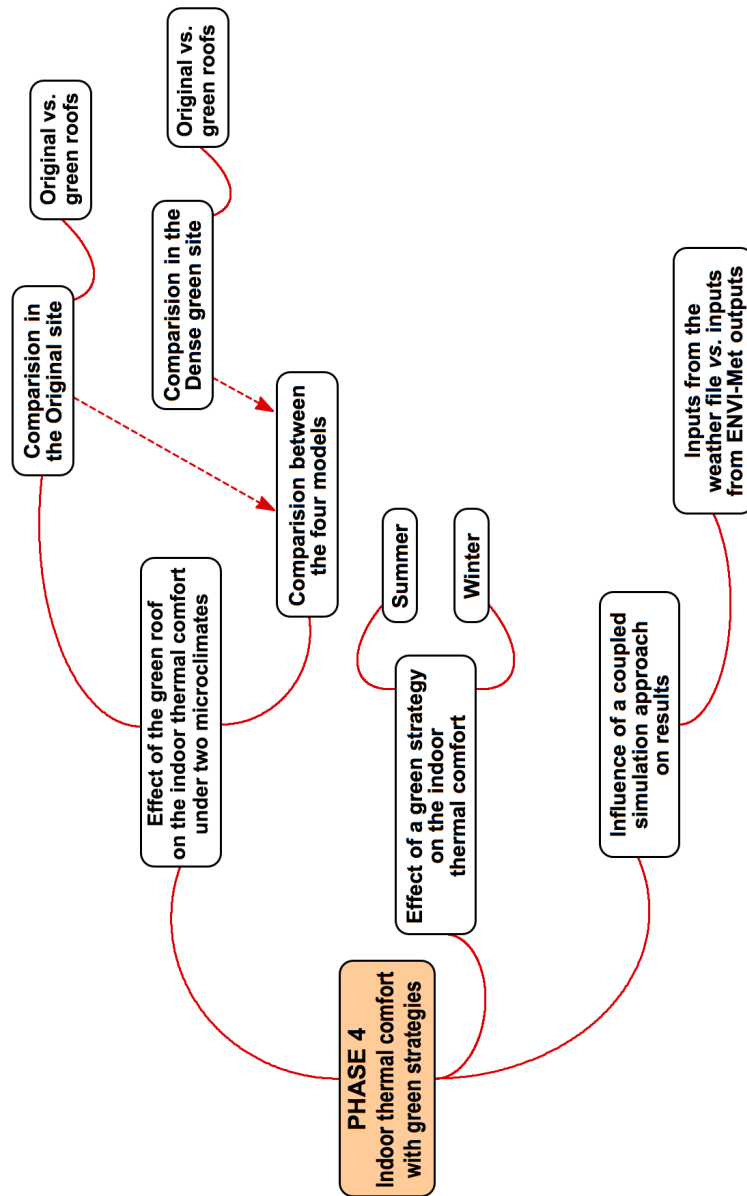 PHASE 4
Indoor thermal comfort
with green strategies
Effect of the green roof
on the indoor thermal comfort
under two microclimates
Comparision in
the Original site
Original vs.
green roofs
Comparision in the
Dense green site
Original vs.
green roofs
Comparision between
the four models
Effect of a green strategy
on the indoor
thermal comfort
Summer
Winter
Influence of a coupled
simulation approach
on results
Inputs from the
weather file vs. inputs
from ENVI-Met outputs